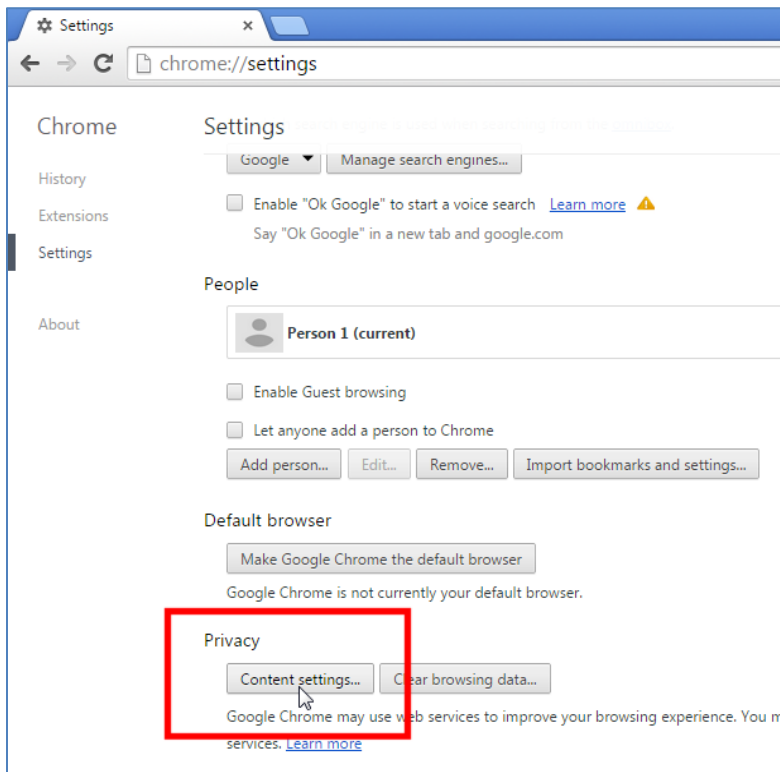 Settings
chrome://settings
Chrome
Settings
History
Extensions
Settings
About
Google
Manage search engines...
Enable "Ok Google" to start a voice search Learn more
Say "Ok Google" in a new tab and google.com
People
Person 1 (current)
Enable Guest browsing
Let anyone add a person to Chrome
Add person... Edit... Remove... Import bookmarks and settings...
Default browser
Make Google Chrome the default browser
Google Chrome is not currently your default browser.
Privacy
Content settings... Clear browsing data...
Google Chrome may use web services to improve your browsing experience. You
services. Learn more